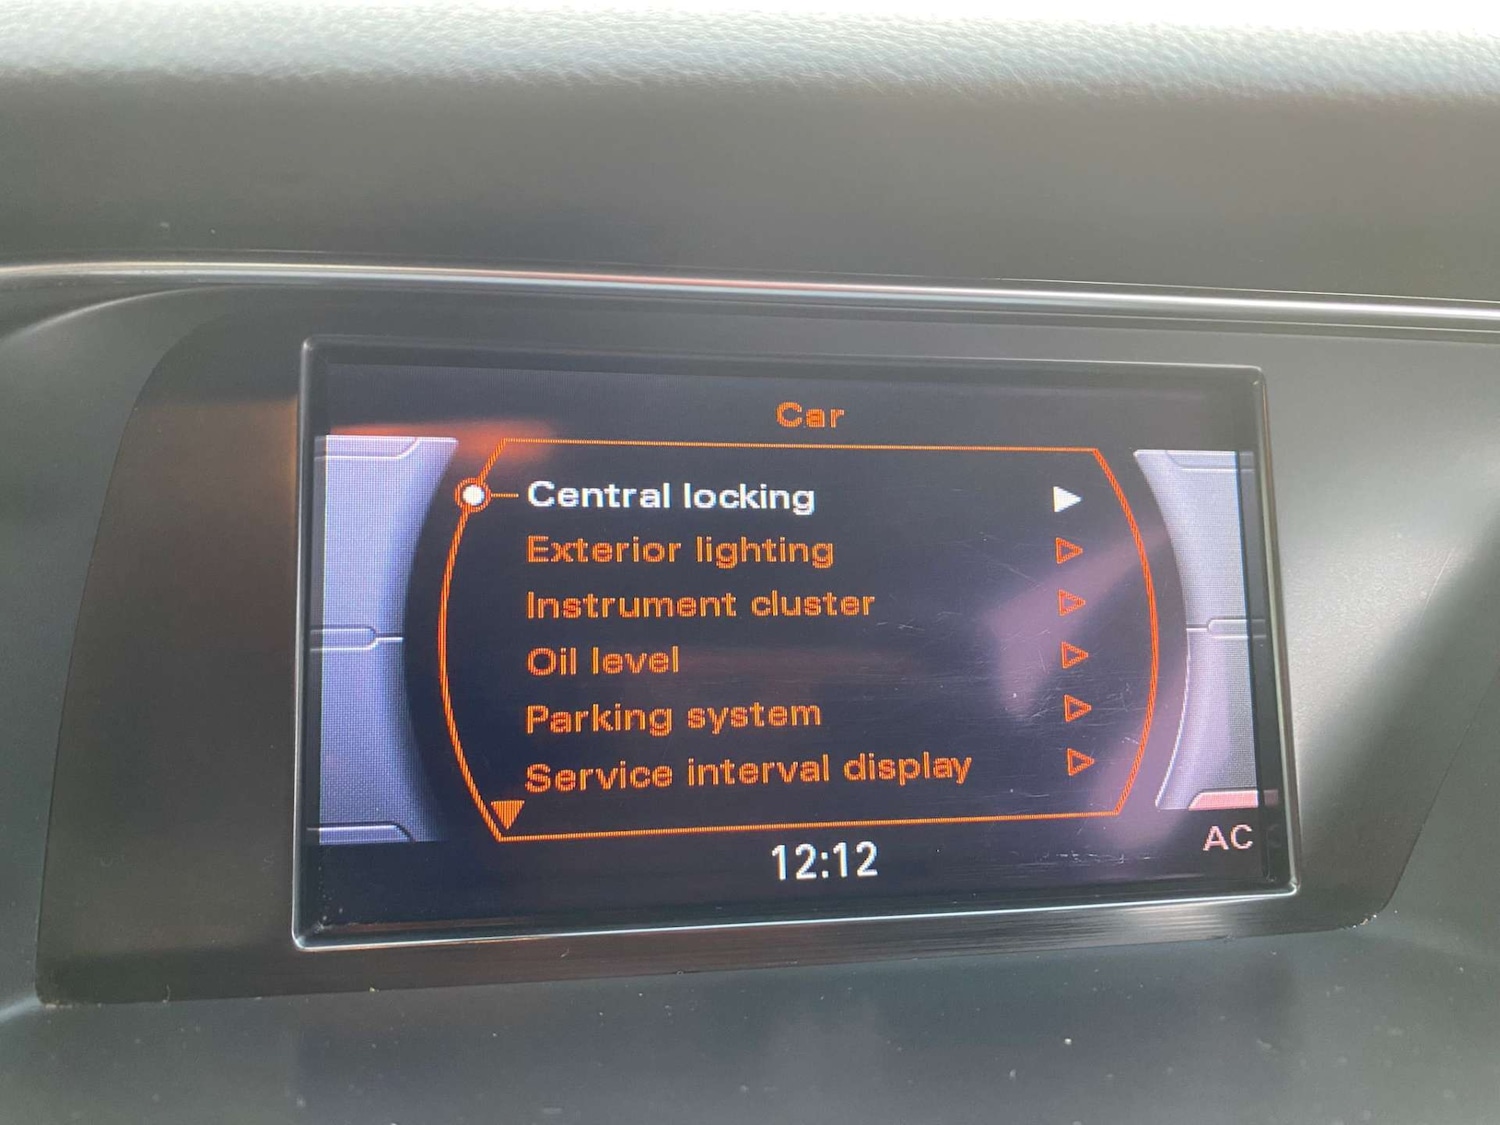 Car
Central locking
Exterior lighting
Instrument cluster
Oil level
Parking system
Service interval display
12:12
AC